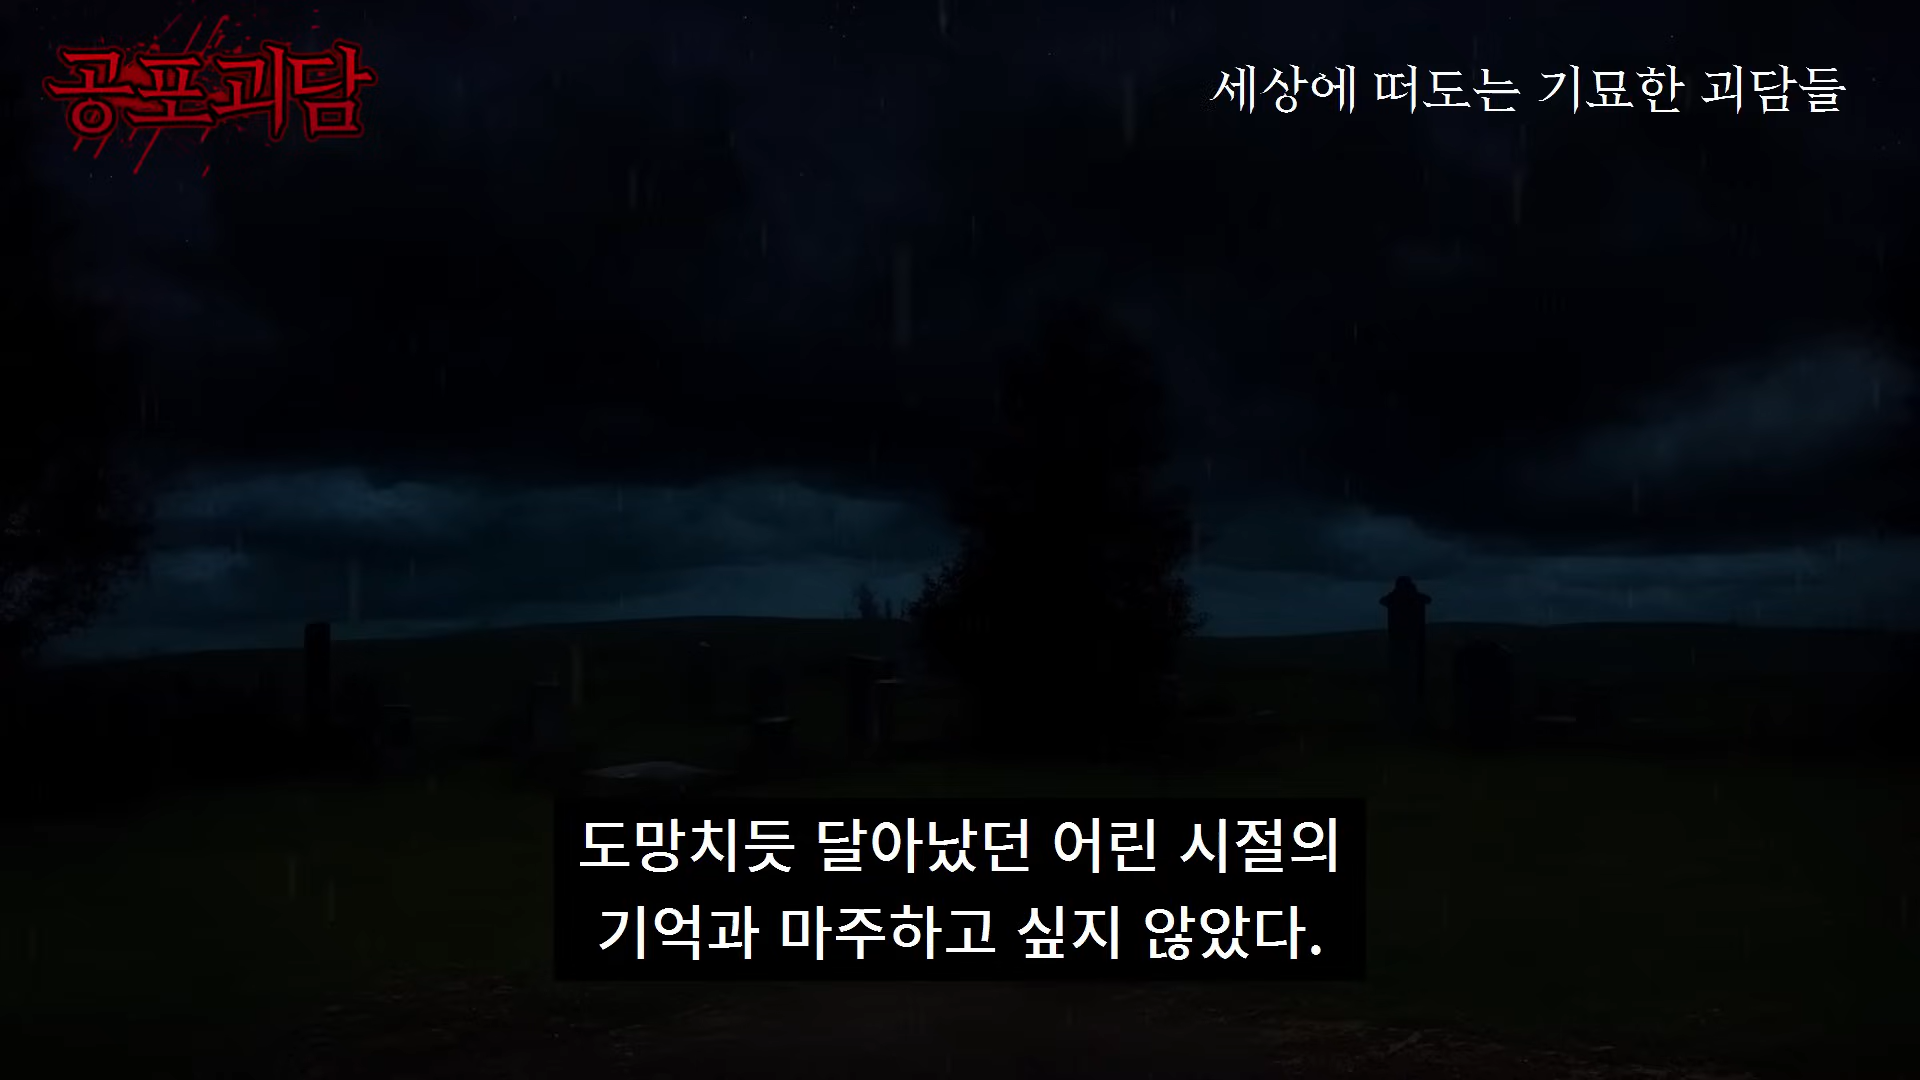 공포괴담
세상에 떠도는 기묘한 괴담들
도망치듯 달아났던 어린 시절의
기억과 마주하고 싶지 않았다.